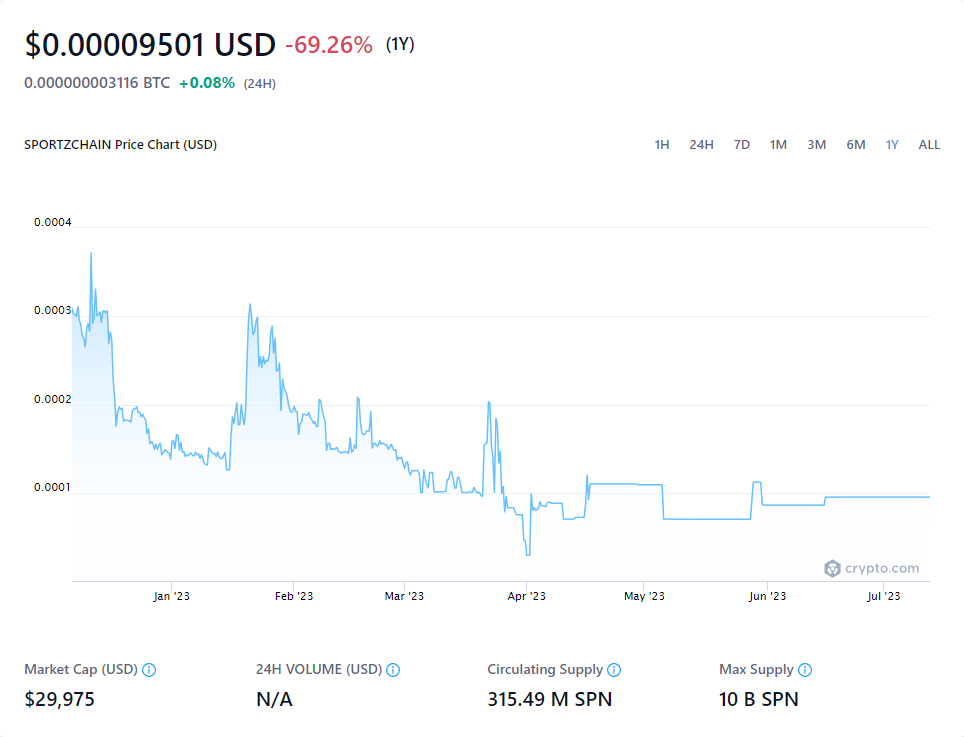 $0.00009501 USD -69.26% (1Y)
0.000000003116 BTC +0.08% (24H)
SPORTZCHAIN Price Chart (USD) 1H 24H 7D 1M 3M 6M 1Y ALL
0.0004
0.0003
0.0002
0.0001
crypto.com
Jan '23 Feb '23 Mar '23 Apr '23 May '23 Jun '23 Jul '23
Market Cap (USD) 24H VOLUME (USD) Circulating Supply Max Supply
$29,975 N/A 315.49 M SPN 10 B SPN